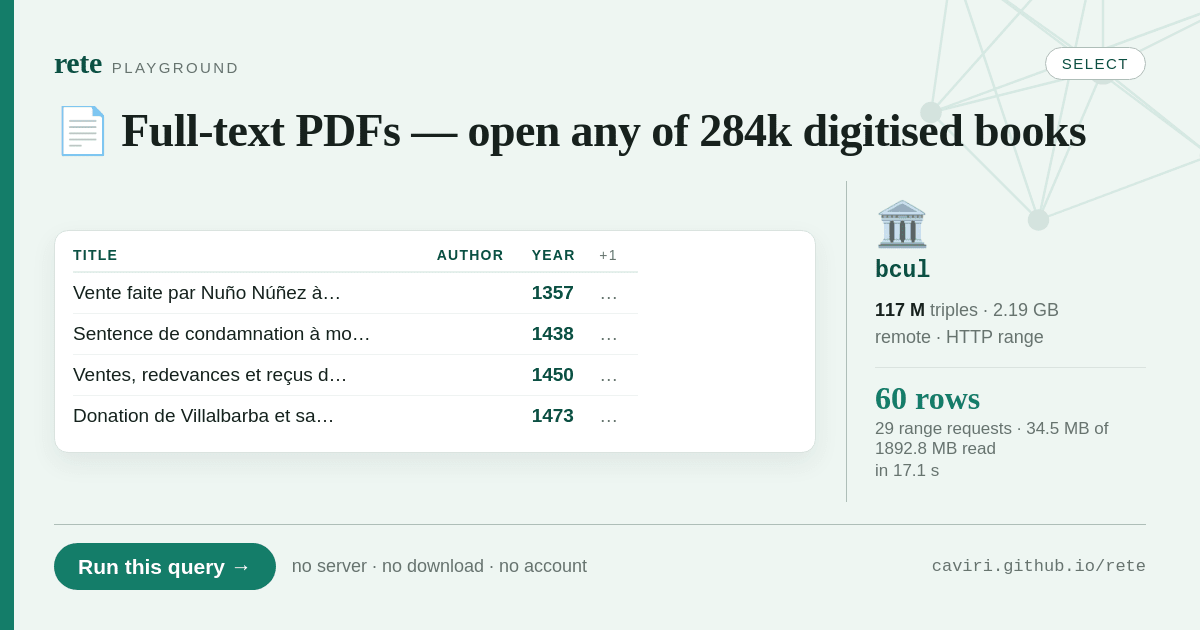 rete PLAYGROUND
SELECT
Full-text PDFs — open any of 284k digitised books
TITLE AUTHOR YEAR +1
Vente faite par Nuño Núñez à… 1357 …
Sentence de condamnation à mo… 1438 …
Ventes, redevances et reçus d… 1450 …
Donation de Villalbarba et sa… 1473 …
bcul
117 M triples · 2.19 GB
remote · HTTP range
60 rows
29 range requests · 34.5 MB of
1892.8 MB read
in 17.1 s
Run this query →
no server · no download · no account
caviri.github.io/rete